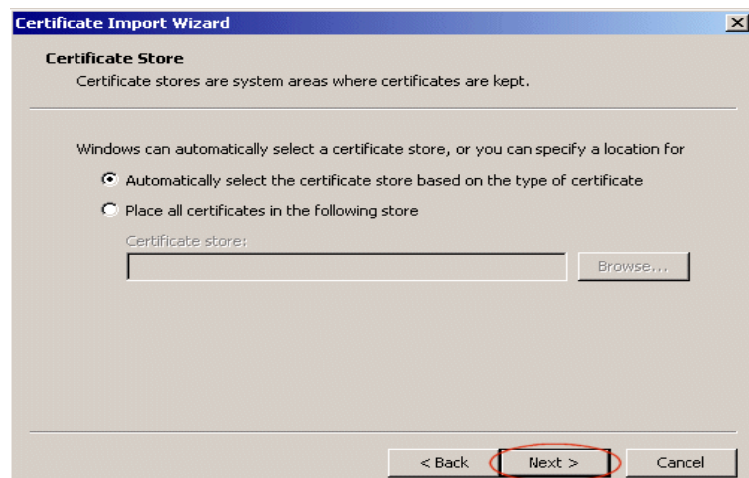 Certificate Import Wizard
Certificate Store
Certificate stores are system areas where certificates are kept.
Windows can automatically select a certificate store, or you can specify a location for
Automatically select the certificate store based on the type of certificate
Place all certificates in the following store
Certificate store:
Browse...
< Back Next > Cancel